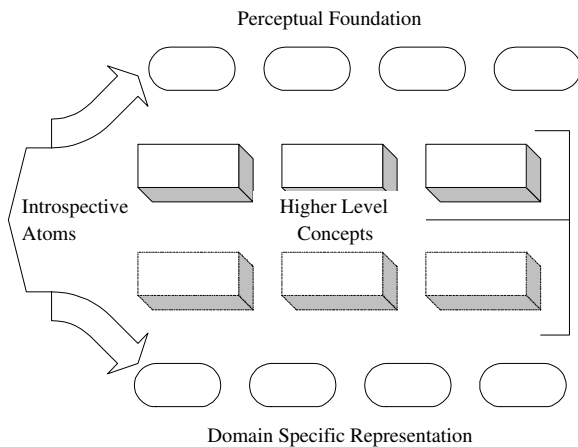 Perceptual Foundation
Introspective
Atoms
Higher Level
Concepts
Domain Specific Representation